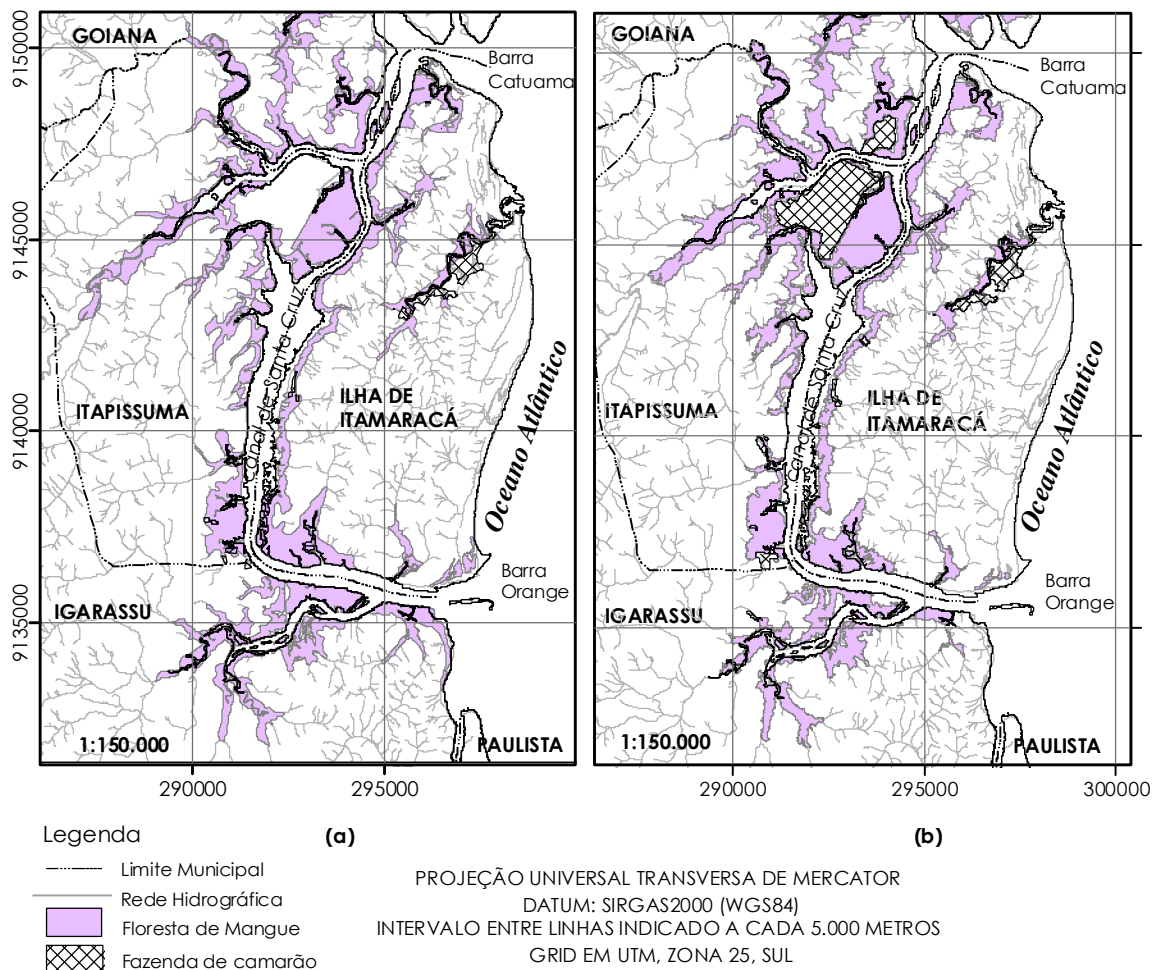 GOIANA
Barra
Catuama
9150000
9145000
9140000
9135000
Canal de Santa Cruz
ITAPISSUMA
ILHA DE
ITAMARACÁ
Oceano Atlântico
Barra
Orange
IGARASSU
1:150.000
PAULISTA
290000
295000
(a)
GOIANA
Barra
Catuama
Canal de Santa Cruz
ITAPISSUMA
ILHA DE
ITAMARACÁ
Oceano Atlântico
Barra
Orange
IGARASSU
1:150.000
PAULISTA
290000
295000
300000
(b)
Legenda
Limite Municipal
Rede Hidrográfica
Floresta de Mangue
Fazenda de camarão
PROJEÇÃO UNIVERSAL TRANSVERSA DE MERCATOR
DATUM: SIRGAS2000 (WGS84)
INTERVALO ENTRE LINHAS INDICADO A CADA 5.000 METROS
GRID EM UTM, ZONA 25, SUL